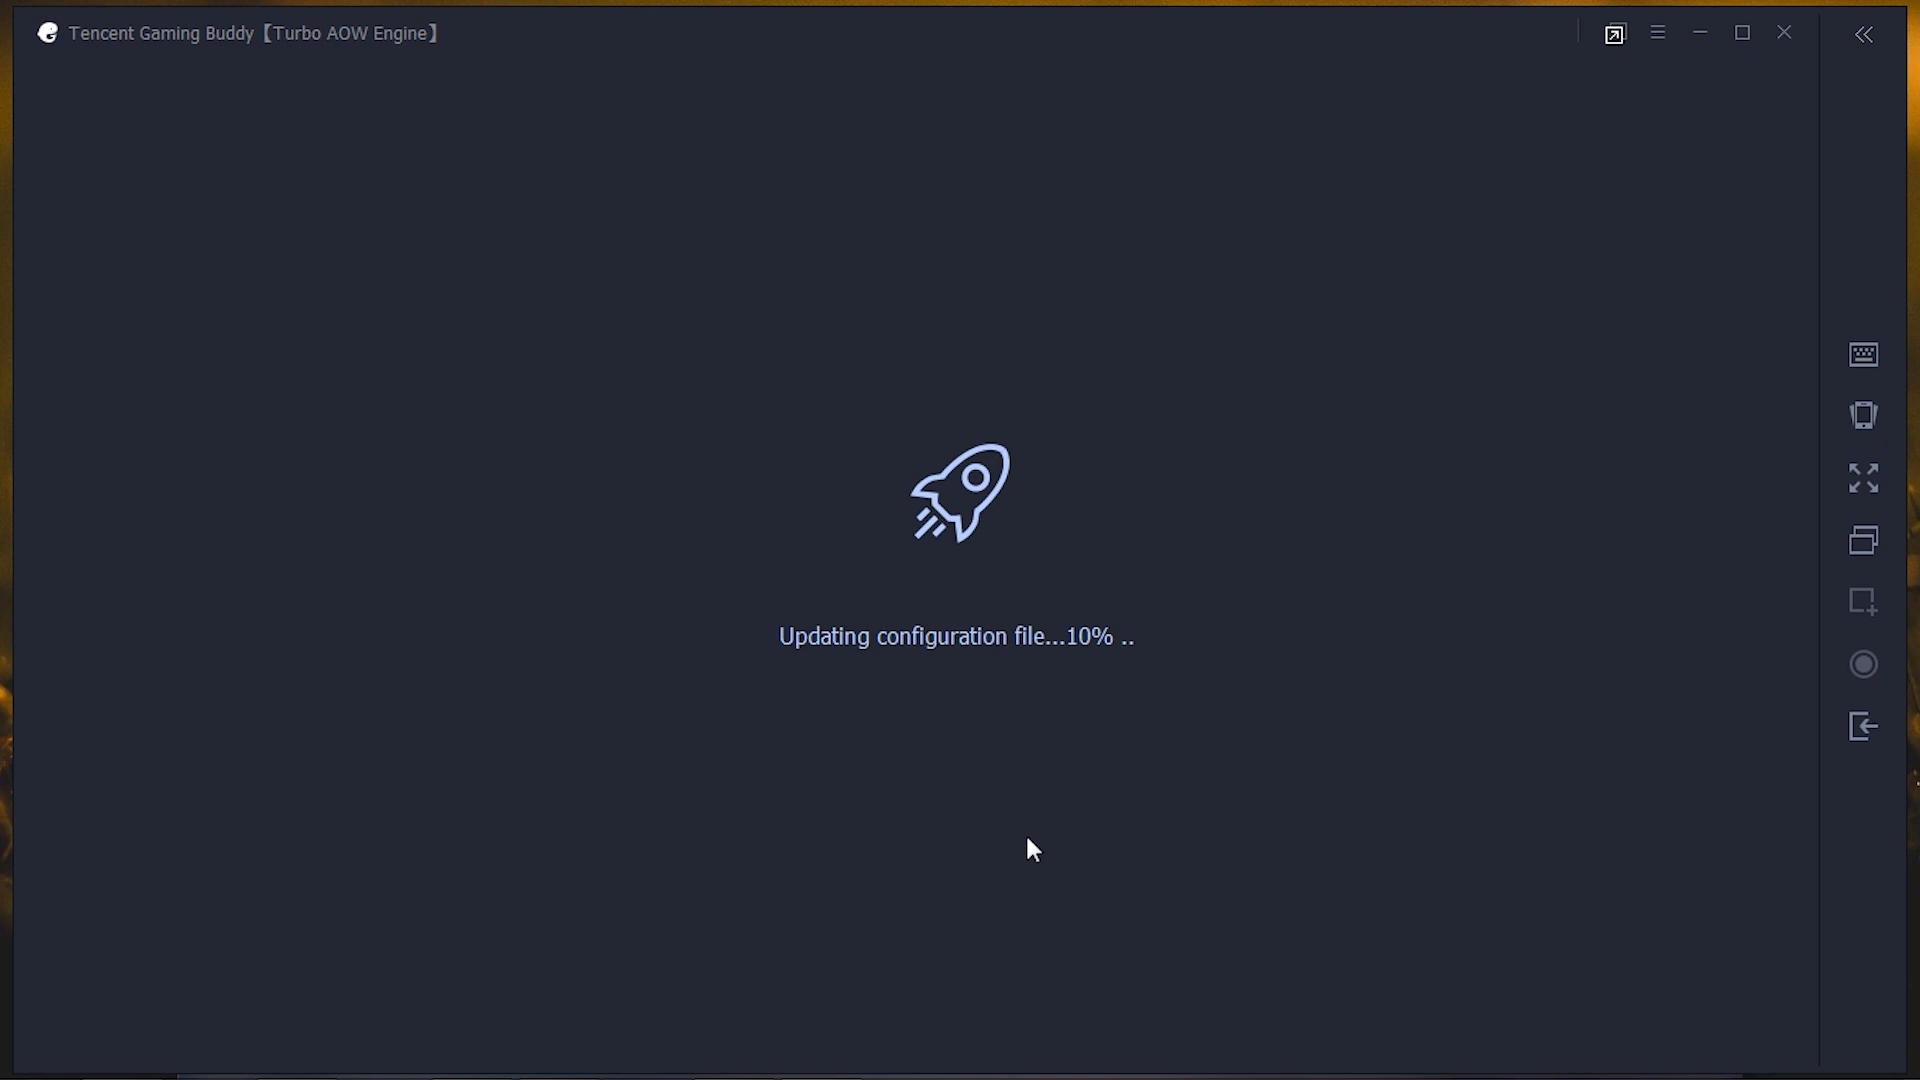 Tencent Gaming Buddy【Turbo AOW Engine】
Updating configuration file...10% ..